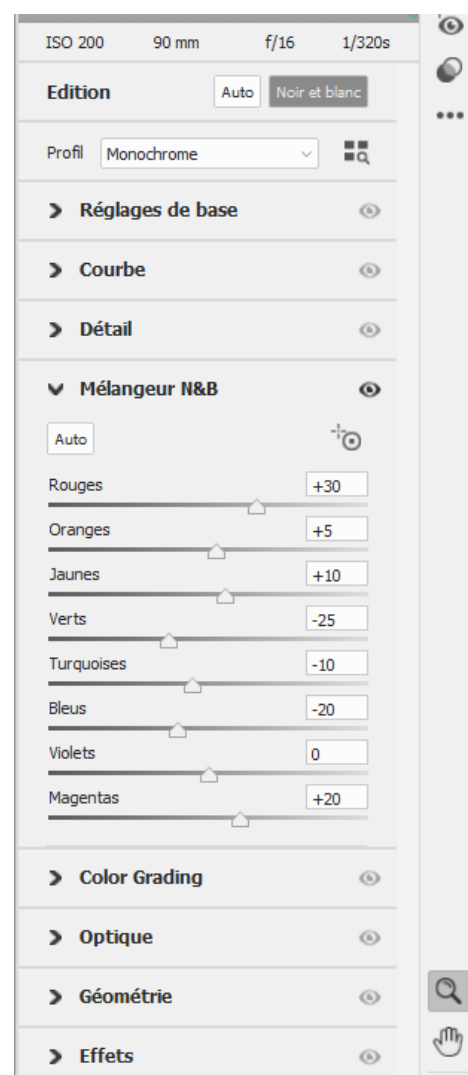 ISO 200 90 mm f/16 1/320s
Edition Auto Noir et blanc
Profil Monochrome
Réglages de base
Courbe
Détail
Mélangeur N&B
Auto
Rouges +30
Oranges +5
Jaunes +10
Verts -25
Turquoises -10
Bleus -20
Violets 0
Magentas +20
Color Grading
Optique
Géométrie
Effets